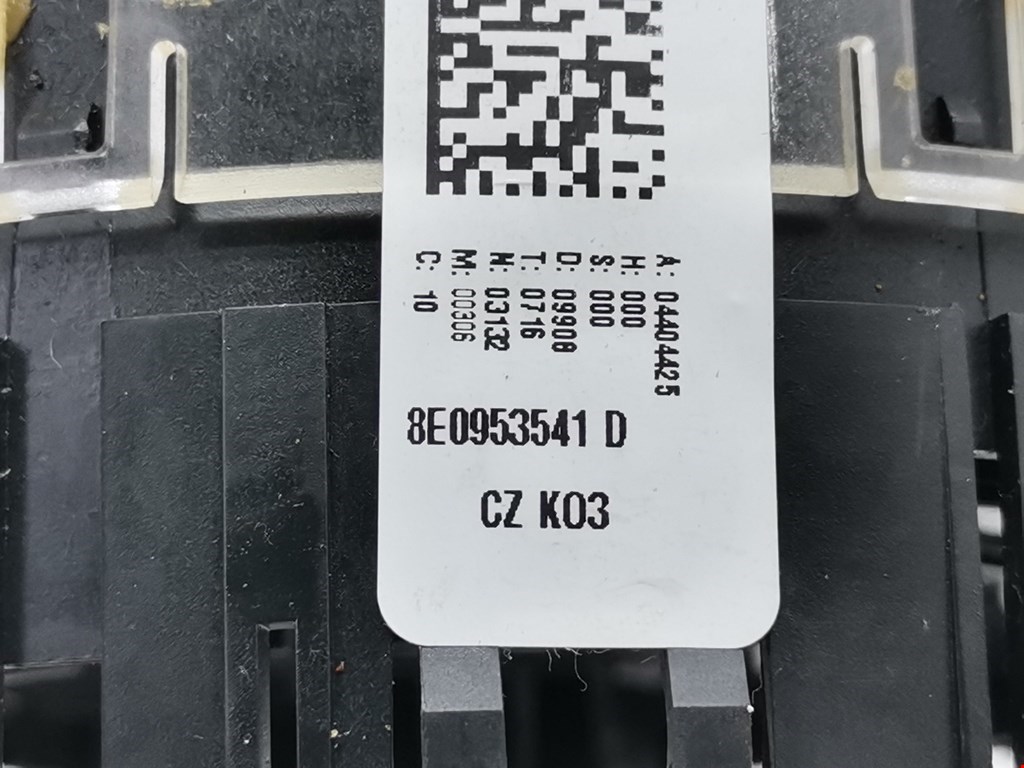 A: 04404425
H: 000
S: 000
D: 09908
T: 0716
N: 03132
M: 00306
C: 10
8E0953541 D
CZ K03